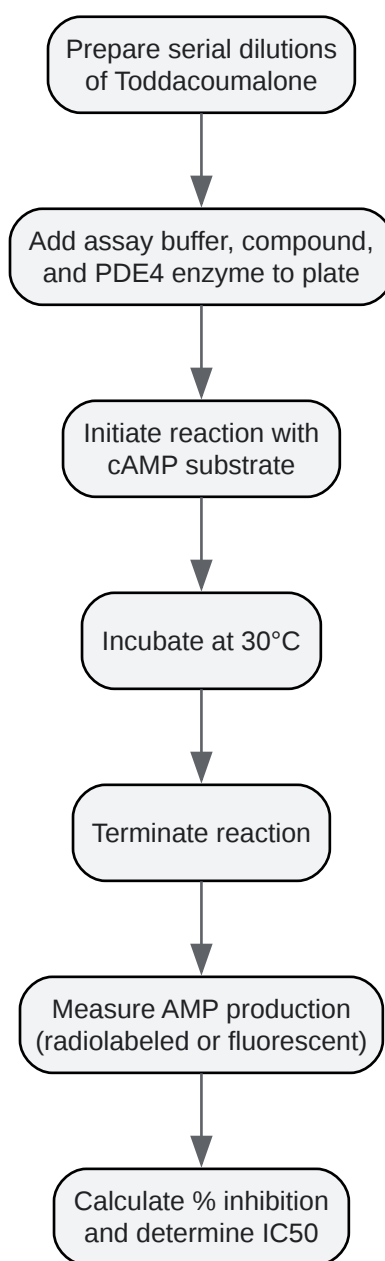 Prepare serial dilutions
of Toddacoumalone
Add assay buffer, compound,
and PDE4 enzyme to plate
Initiate reaction with
cAMP substrate
Incubate at 30°C
Terminate reaction
Measure AMP production
(radiolabeled or fluorescent)
Calculate % inhibition
and determine IC50